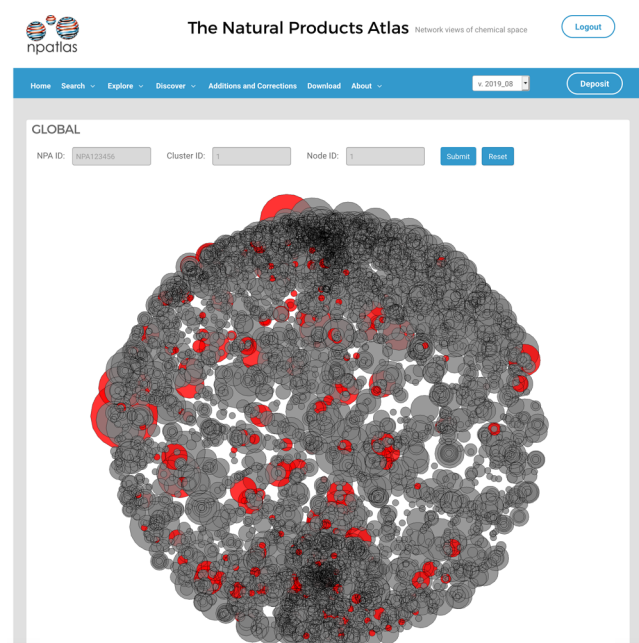 npatlas
The Natural Products Atlas Network views of chemical space
Logout
Home Search Explore Discover Additions and Corrections Download About v. 2019_08 Deposit
GLOBAL
NPA ID: NPA123456 Cluster ID: 1 Node ID: 1 Submit Reset